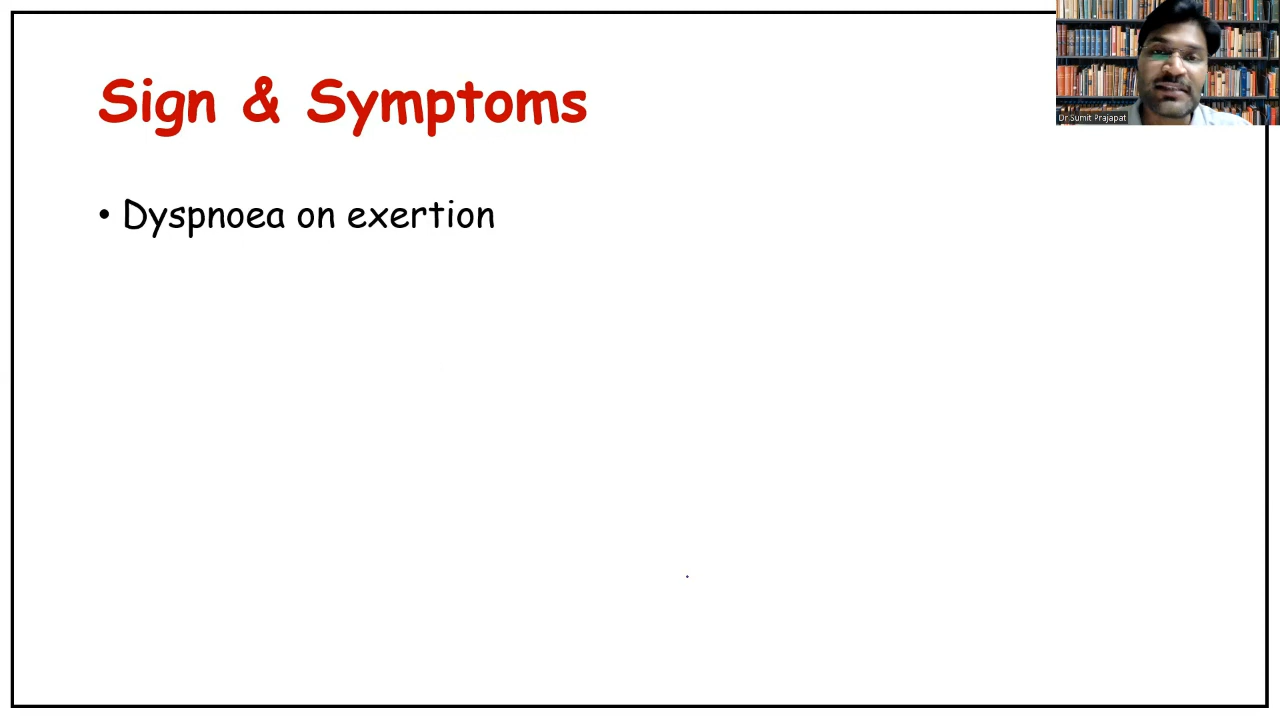 Sign & Symptoms
• Dyspnoea on exertion
Dr.Sumit Prajapat